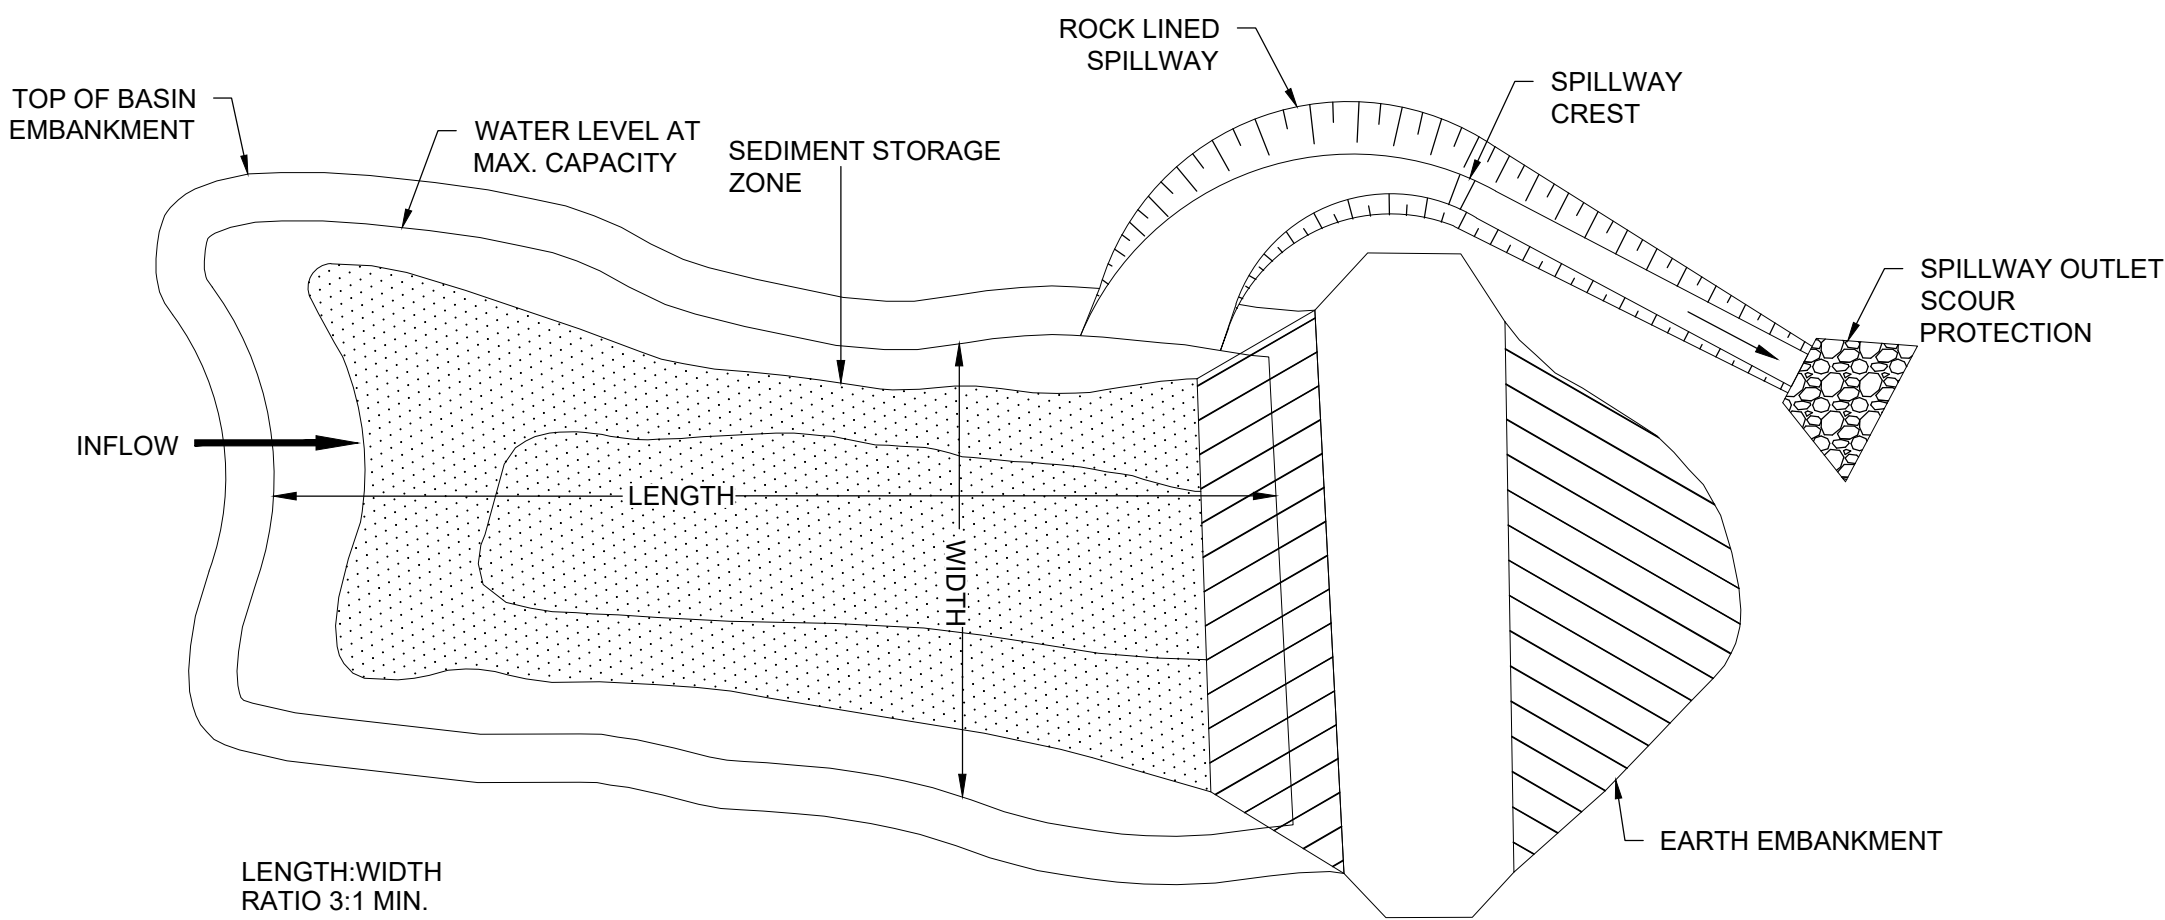 ROCK LINED
SPILLWAY
SPILLWAY
CREST
TOP OF BASIN
EMBANKMENT
WATER LEVEL AT
MAX. CAPACITY
SEDIMENT STORAGE
ZONE
SPILLWAY OUTLET
SCOUR
PROTECTION
INFLOW
LENGTH
WIDTH
EARTH EMBANKMENT
LENGTH:WIDTH
RATIO 3:1 MIN.